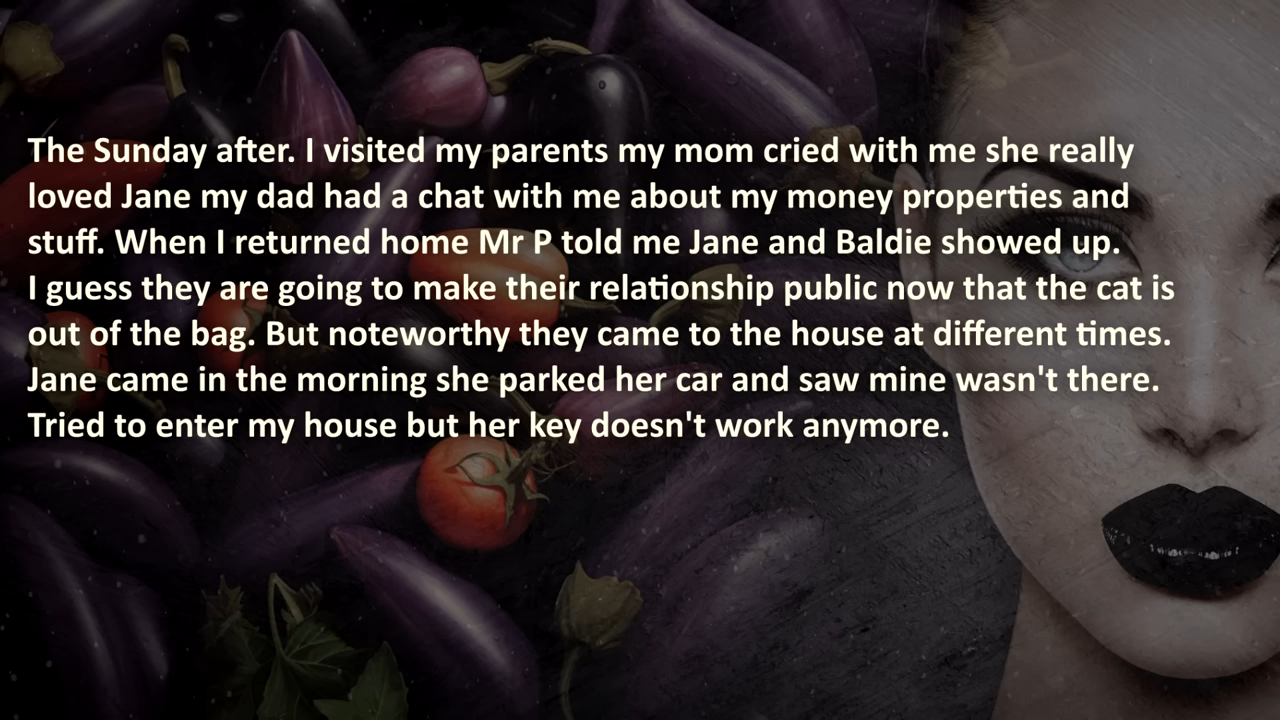 The Sunday after. I visited my parents my mom cried with me she really
loved Jane my dad had a chat with me about my money properties and
stuff. When I returned home Mr P told me Jane and Baldie showed up.
I guess they are going to make their relationship public now that the cat is
out of the bag. But noteworthy they came to the house at different times.
Jane came in the morning she parked her car and saw mine wasn't there.
Tried to enter my house but her key doesn't work anymore.